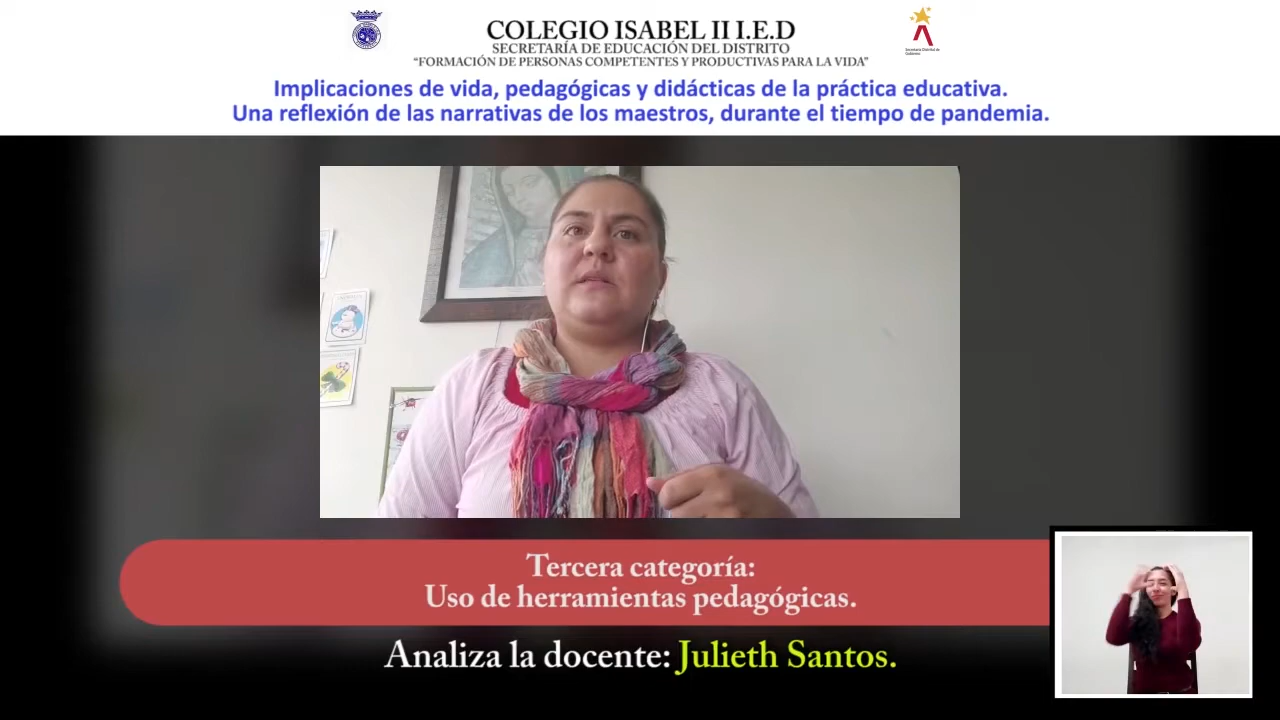 COLEGIO ISABEL II I.E.D
SECRETARÍA DE EDUCACIÓN DEL DISTRITO
“FORMACIÓN DE PERSONAS COMPETENTES Y PRODUCTIVAS PARA LA VIDA”
Implicaciones de vida, pedagógicas y didácticas de la práctica educativa.
Una reflexión de las narrativas de los maestros, durante el tiempo de pandemia.
Tercera categoría:
Uso de herramientas pedagógicas.
Analiza la docente: Julieth Santos.